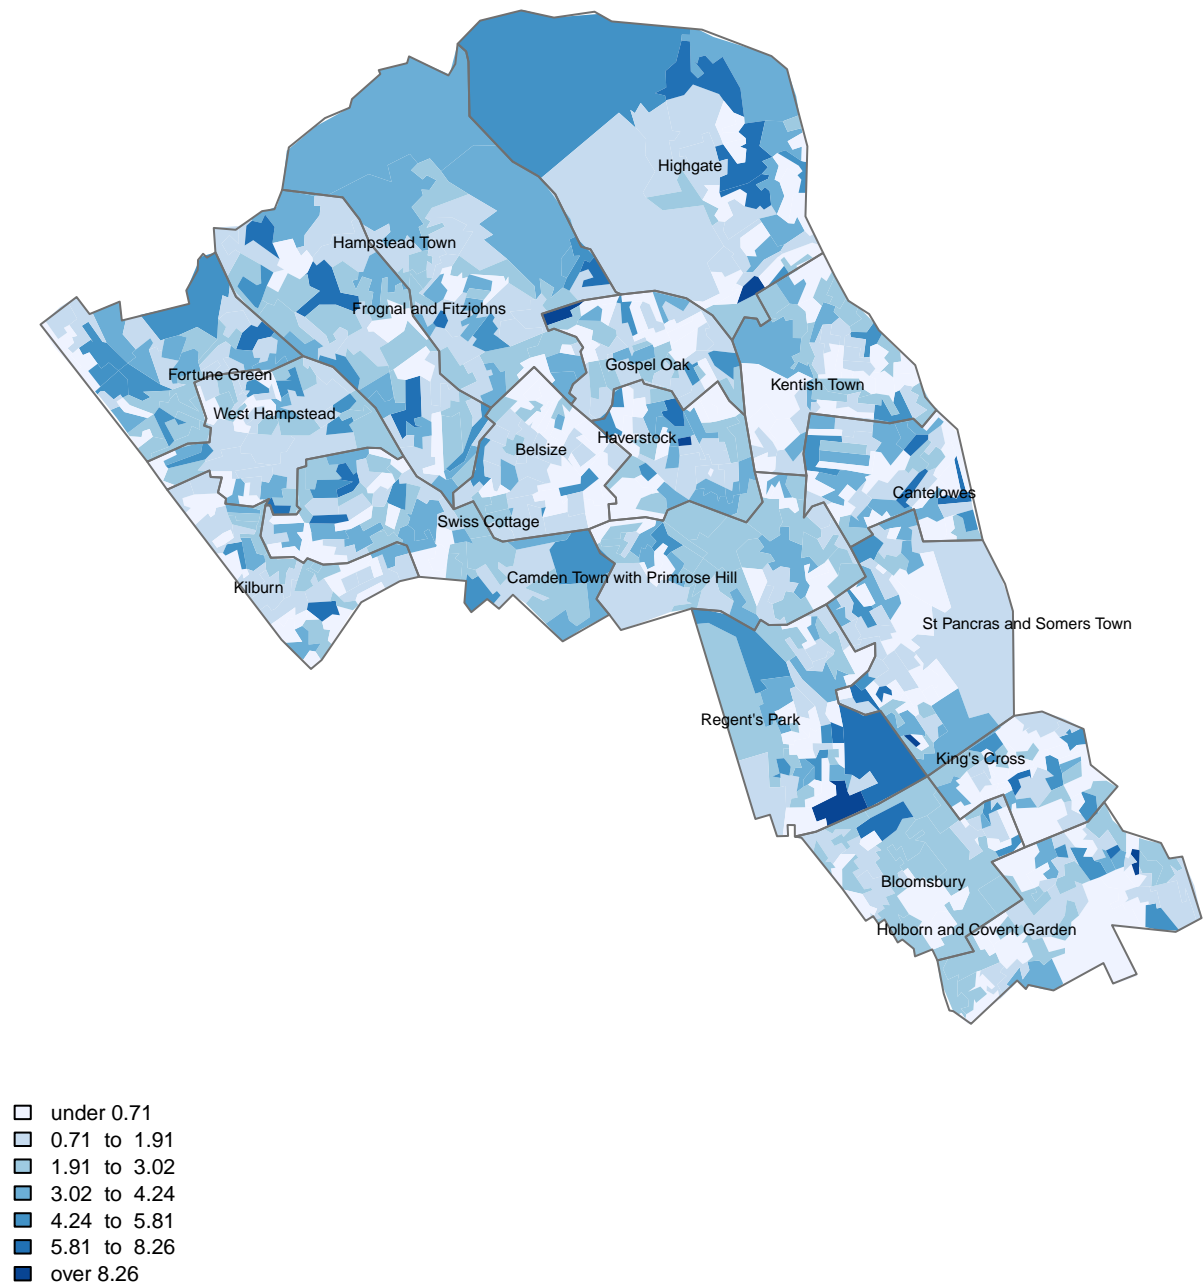 Highgate
Hampstead Town
Frognal and Fitzjohns
Gospel Oak
Fortune Green
Kentish Town
West Hampstead
Haverstock
Belsize
Cantelowes
Swiss Cottage
Camden Town with Primrose Hill
Kilburn
St Pancras and Somers Town
Regent's Park
King's Cross
Bloomsbury
Holborn and Covent Garden
under 0.71
0.71 to 1.91
1.91 to 3.02
3.02 to 4.24
4.24 to 5.81
5.81 to 8.26
over 8.26